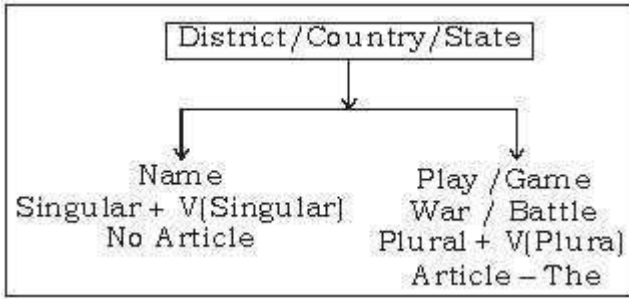 District/Country/State
Name
Singular + V(Singular)
No Article
Play /Game
War / Battle
Plural + V(Plura)
Article – The